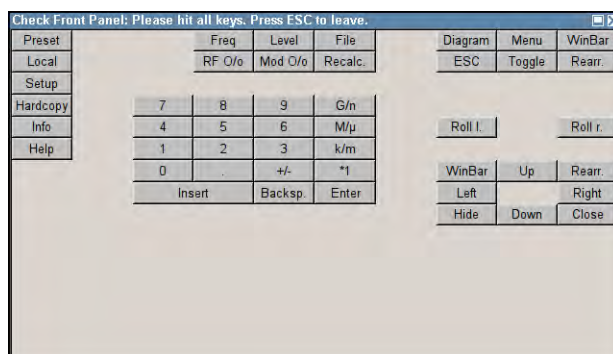 Check Front Panel: Please hit all keys. Press ESC to leave.
Preset Freq Level File Diagram Menu WinBar
Local RF O/o Mod O/o Recalc. ESC Toggle Rearr.
Setup
Hardcopy 7 8 9 G/n
Info 4 5 6 M/µ Roll l. Roll r.
Help 1 2 3 k/m
0 . +/- *1 WinBar Up Rearr.
Insert Backsp. Enter Left Right
Hide Down Close